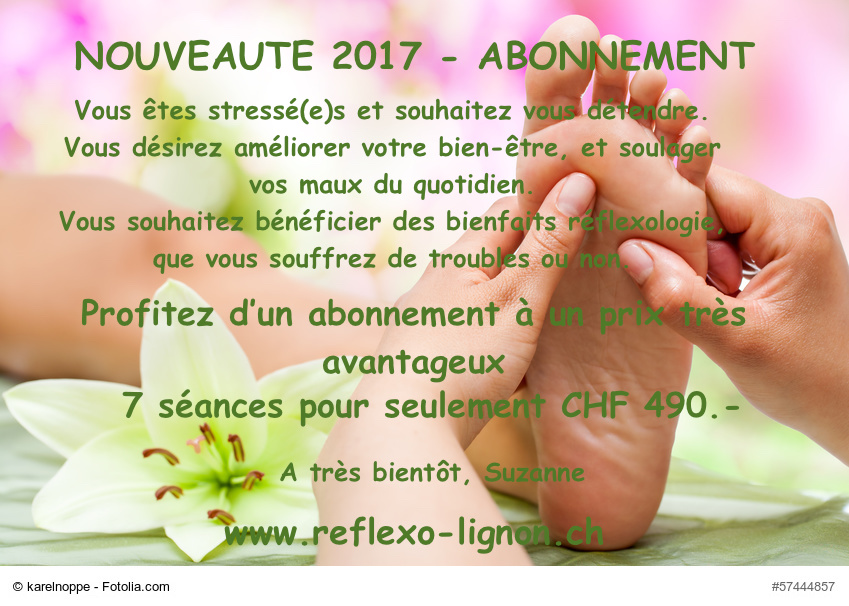 NOUVEAUTE 2017 - ABONNEMENT
Vous êtes stressé(e)s et souhaitez vous détendre.
Vous désirez améliorer votre bien-être, et soulager
vos maux du quotidien.
Vous souhaitez bénéficier des bienfaits réflexologie,
que vous souffrez de troubles ou non.
Profitez d'un abonnement à un prix très
avantageux
7 séances pour seulement CHF 490.-
A très bientôt, Suzanne
www.reflexo-lignon.ch
© karelnoppe - Fotolia.com #57444857